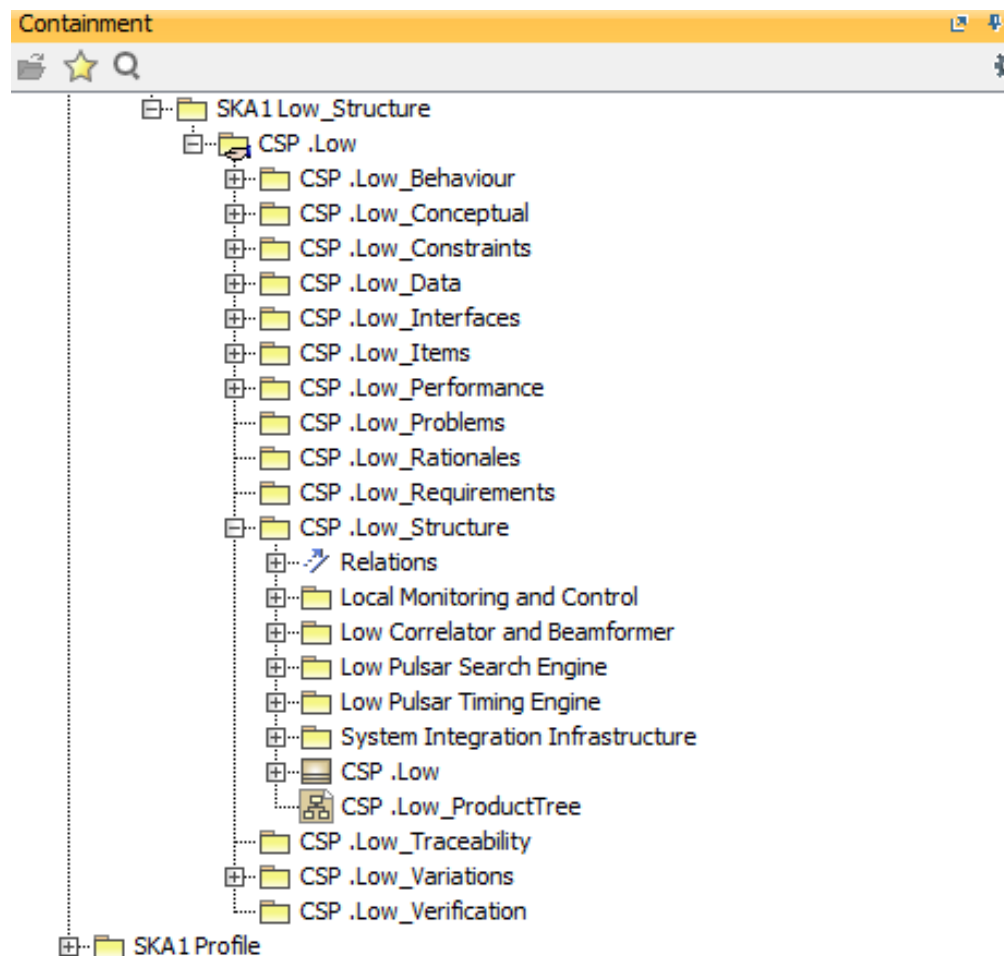 Containment
SKA1 Low_Structure
CSP .Low
CSP .Low_Behaviour
CSP .Low_Conceptual
CSP .Low_Constraints
CSP .Low_Data
CSP .Low_Interfaces
CSP .Low_Items
CSP .Low_Performance
CSP .Low_Problems
CSP .Low_Rationales
CSP .Low_Requirements
CSP .Low_Structure
Relations
Local Monitoring and Control
Low Correlator and Beamformer
Low Pulsar Search Engine
Low Pulsar Timing Engine
System Integration Infrastructure
CSP .Low
CSP .Low_ProductTree
CSP .Low_Traceability
CSP .Low_Variations
CSP .Low_Verification
SKA1 Profile